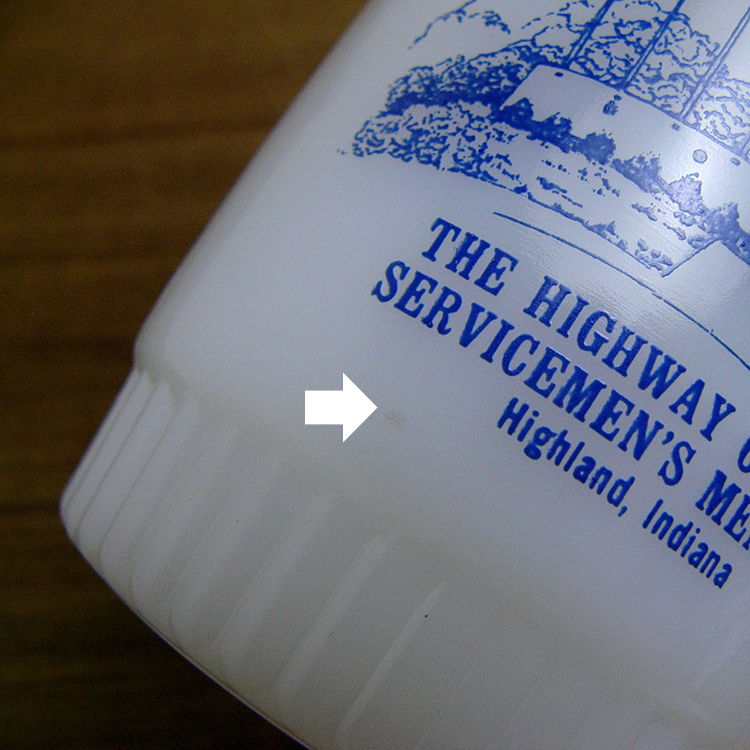 THE HIGHWAY
SERVICEMEN'S
Highland, Indiana